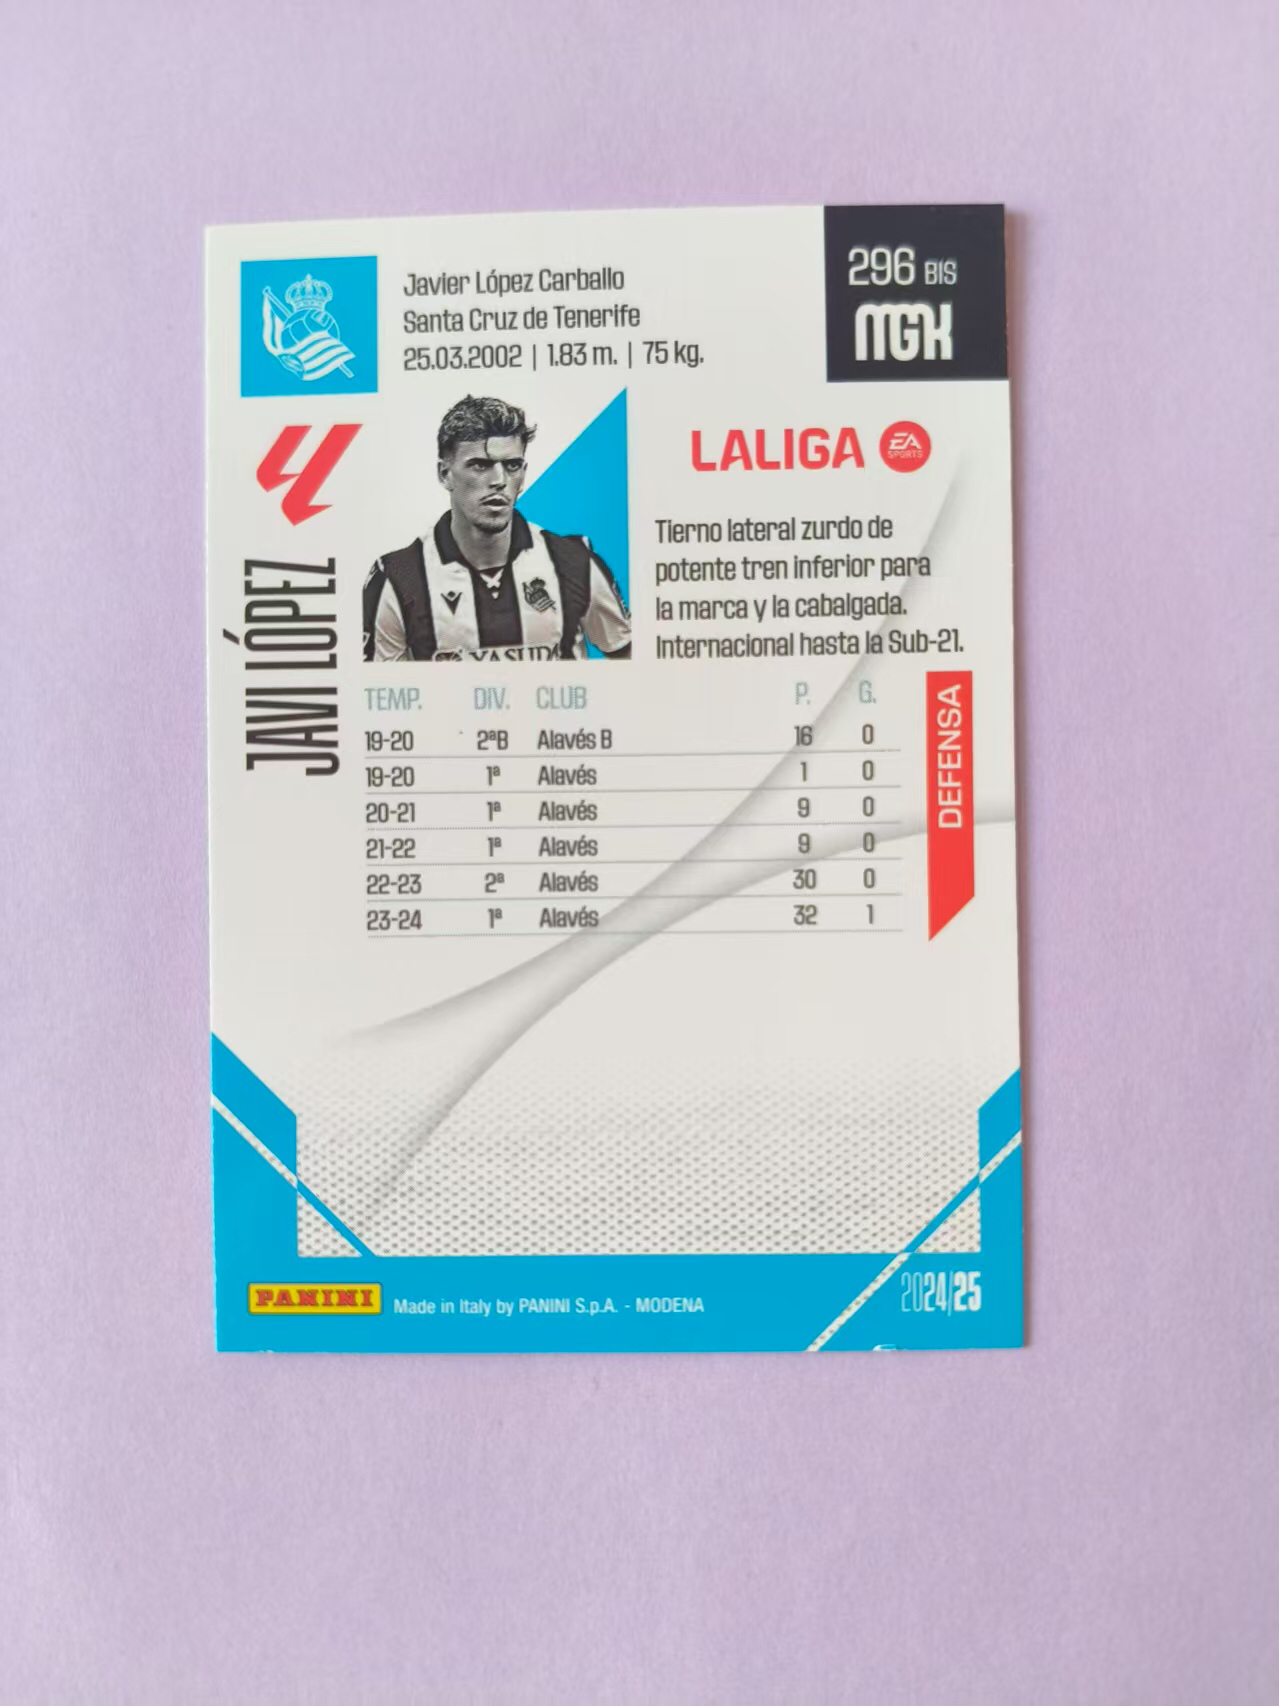 Javier López Carballo
Santa Cruz de Tenerife
25.03.2002 | 1.83 m. | 75 kg.
296 BIS
MGK
LALIGA EA SPORTS
JAVI LÓPEZ
Tierno lateral zurdo de
potente tren inferior para
la marca y la cabalgada.
Internacional hasta la Sub-21.
YASUDA
TEMP. DIV. CLUB P. G.
19-20 2ªB Alavés B 16 0
19-20 1ª Alavés 1 0
20-21 1ª Alavés 9 0
21-22 1ª Alavés 9 0
22-23 2ª Alavés 30 0
23-24 1ª Alavés 32 1
DEFENSA
PANINI Made in Italy by PANINI S.p.A. - MODENA
2024/25